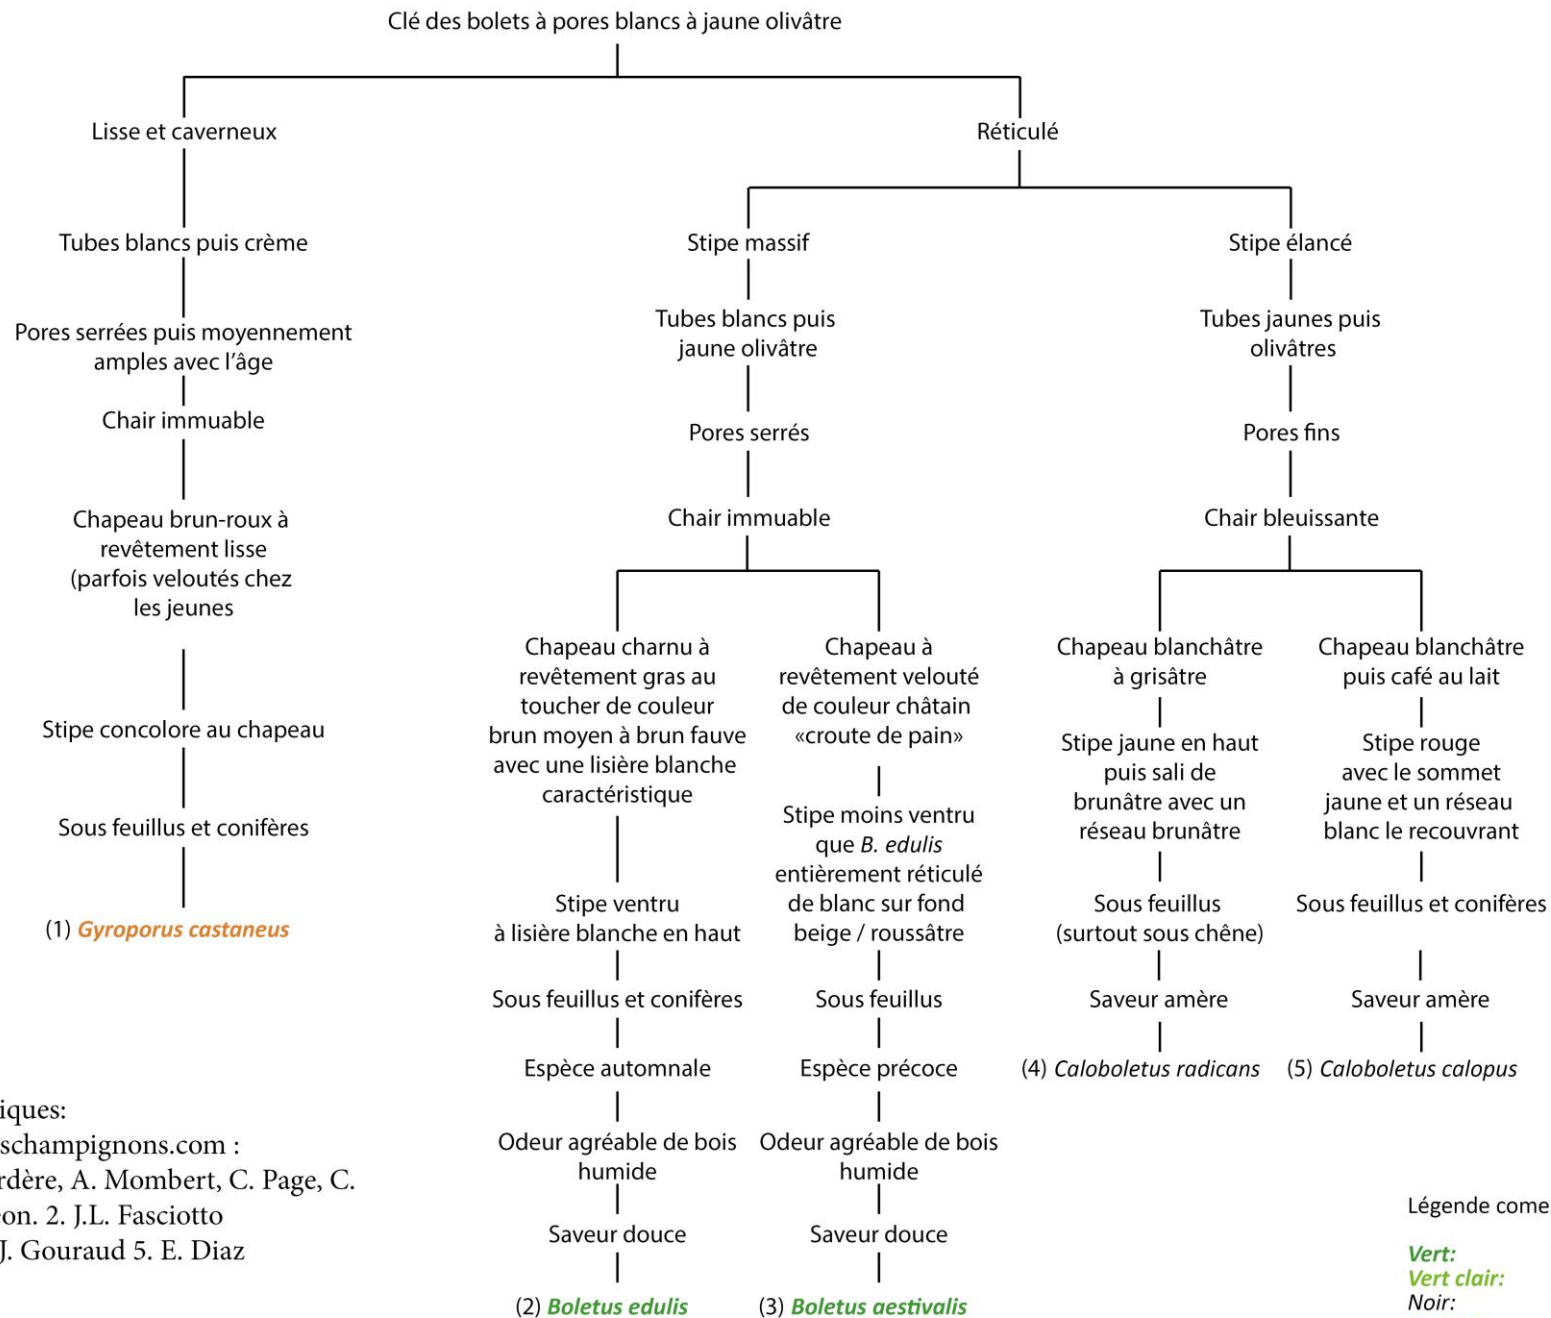 Clé des bolets à pores blancs à jaune olivâtre
Lisse et caverneux
Réticulé
Tubes blancs puis crème
Stipe massif
Stipe élancé
Pores serrées puis moyennement
amples avec l'âge
Tubes blancs puis
jaune olivâtre
Tubes jaunes puis
olivâtres
Chair immuable
Pores serrés
Pores fins
Chapeau brun-roux à
revêtement lisse
(parfois veloutés chez
les jeunes
Chair immuable
Chair bleuissante
Stipe concolore au chapeau
Sous feuillus et conifères
(1) Gyroporus castaneus
Chapeau charnu à
revêtement gras au
toucher de couleur
brun moyen à brun fauve
avec une lisière blanche
caractéristique
Stipe ventru
à lisière blanche en haut
Sous feuillus et conifères
Espèce automnale
Odeur agréable de bois
humide
Saveur douce
(2) Boletus edulis
Chapeau à
revêtement velouté
de couleur châtain
«croute de pain»
Stipe moins ventru
que B. edulis
entièrement réticulé
de blanc sur fond
beige / roussâtre
Sous feuillus
Espèce précoce
Odeur agréable de bois
humide
Saveur douce
(3) Boletus aestivalis
Chapeau blanchâtre
à grisâtre
Stipe jaune en haut
puis sali de
brunâtre avec un
réseau brunâtre
Sous feuillus
(surtout sous chêne)
Saveur amère
(4) Caloboletus radicans
Chapeau blanchâtre
puis café au lait
Stipe rouge
avec le sommet
jaune et un réseau
blanc le recouvrant
Sous feuillus et conifères
Saveur amère
(5) Caloboletus calopus
iques:
schampignons.com :
rdère, A. Mombert, C. Page, C.
eon. 2. J.L. Fasciotto
J. Gouraud 5. E. Diaz
Légende come
Vert:
Vert clair:
Noir: